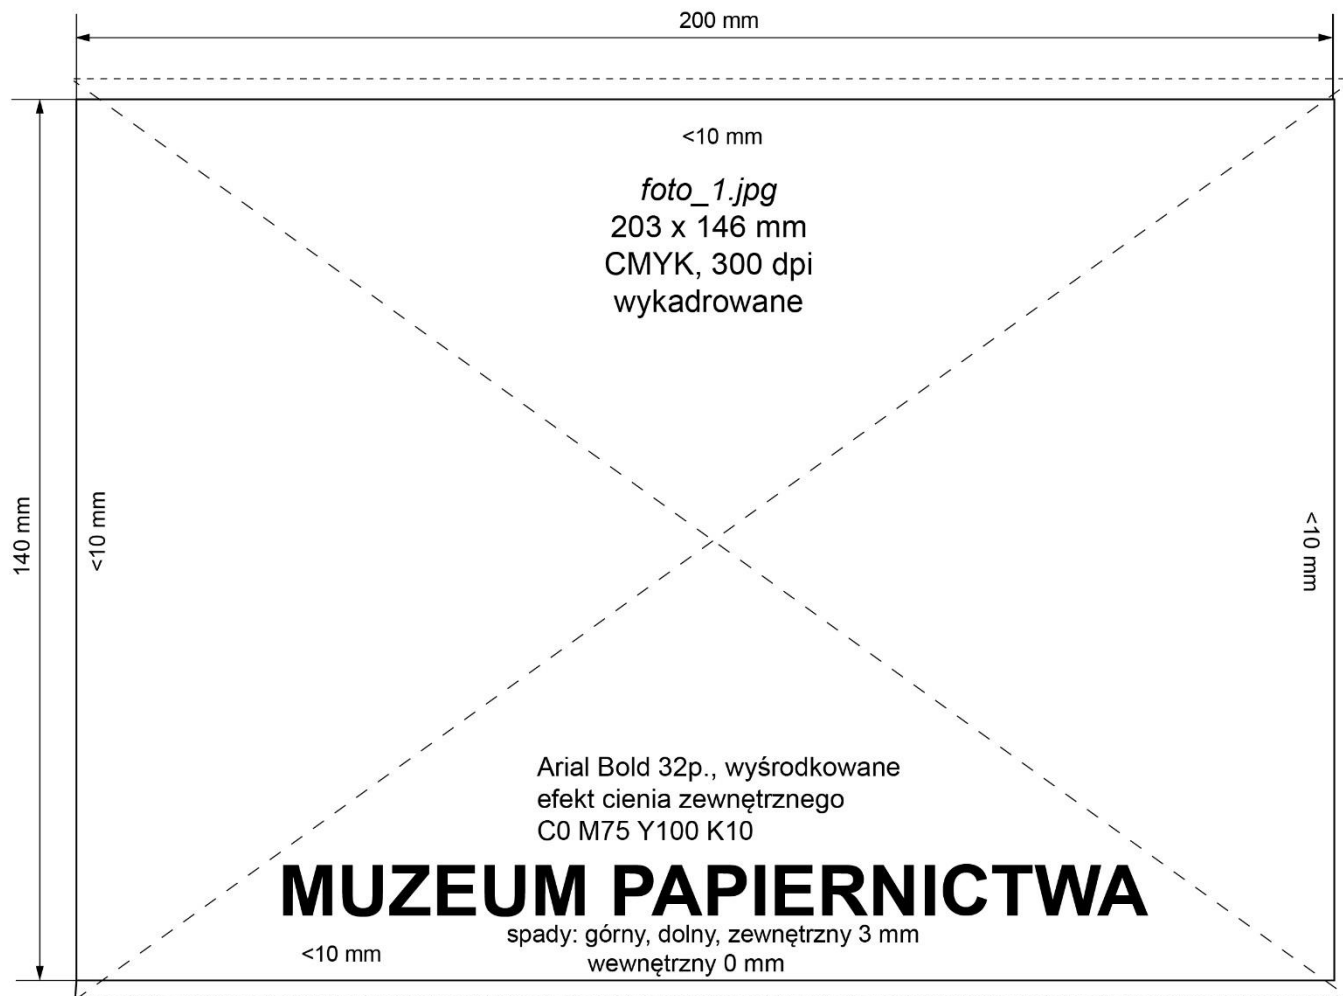 200 mm
<10 mm
foto_1.jpg
203 x 146 mm
CMYK, 300 dpi
wykadrowane
140 mm
<10 mm
<10 mm
Arial Bold 32p., wyśrodkowane
efekt cienia zewnętrznego
C0 M75 Y100 K10
MUZEUM PAPIERNICTWA
spady: górny, dolny, zewnętrzny 3 mm
<10 mm
wewnętrzny 0 mm